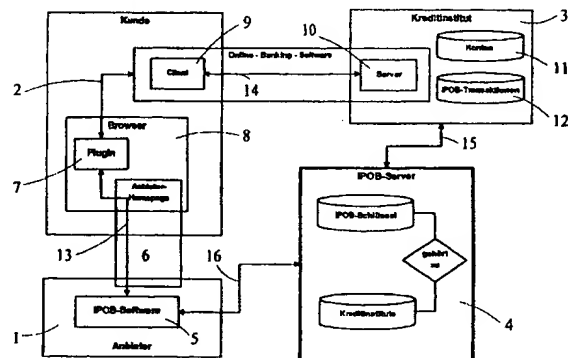 Kunde
Kreditinstitut
3
9
10
Online - Banking - Software
Konten
Client
Server
11
2
14
IPOB-Transaktionen
12
Browser
8
15
Plugin
IPOB-Server
7
Anbieter-
Homepage
IPOB-Schlüssel
13
6
16
gehört
zu
IPOB-Software
Kreditinstitute
4
1
5
Anbieter